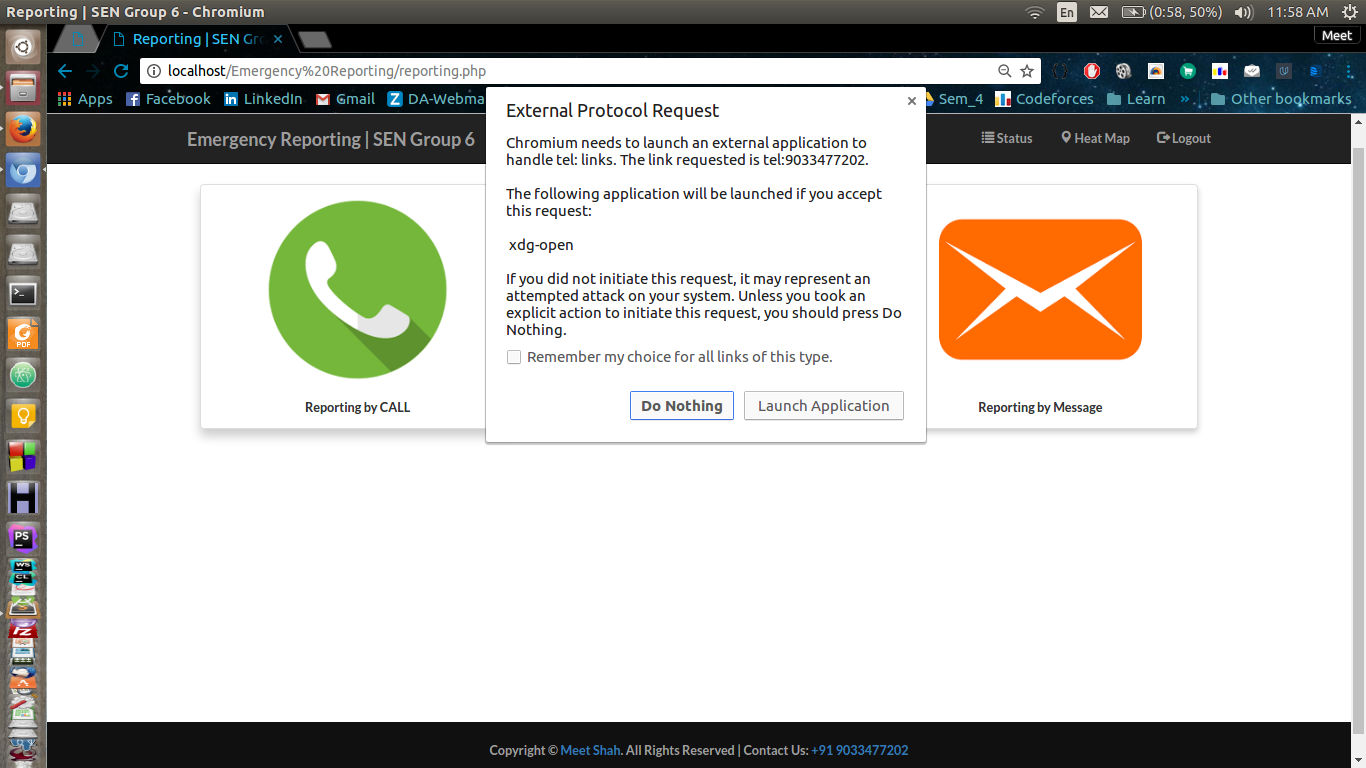 Reporting | SEN Group 6 - Chromium
En
(0:58, 50%)
11:58 AM
Reporting | SEN Gr
Meet
localhost/Emergency%20Reporting/reporting.php
Apps
Facebook
LinkedIn
Gmail
DA-Webma
Sem_4
Codeforces
Learn
»
Other bookmarks
Emergency Reporting | SEN Group 6
Status
Heat Map
Logout
External Protocol Request
Chromium needs to launch an external application to
handle tel: links. The link requested is tel:9033477202.
The following application will be launched if you accept
this request:
xdg-open
If you did not initiate this request, it may represent an
attempted attack on your system. Unless you took an
explicit action to initiate this request, you should press Do
Nothing.
Remember my choice for all links of this type.
Do Nothing
Launch Application
Reporting by CALL
Reporting by Message
PDF
H
PS
WS
CL
FZ
Copyright © Meet Shah. All Rights Reserved | Contact Us: +91 9033477202